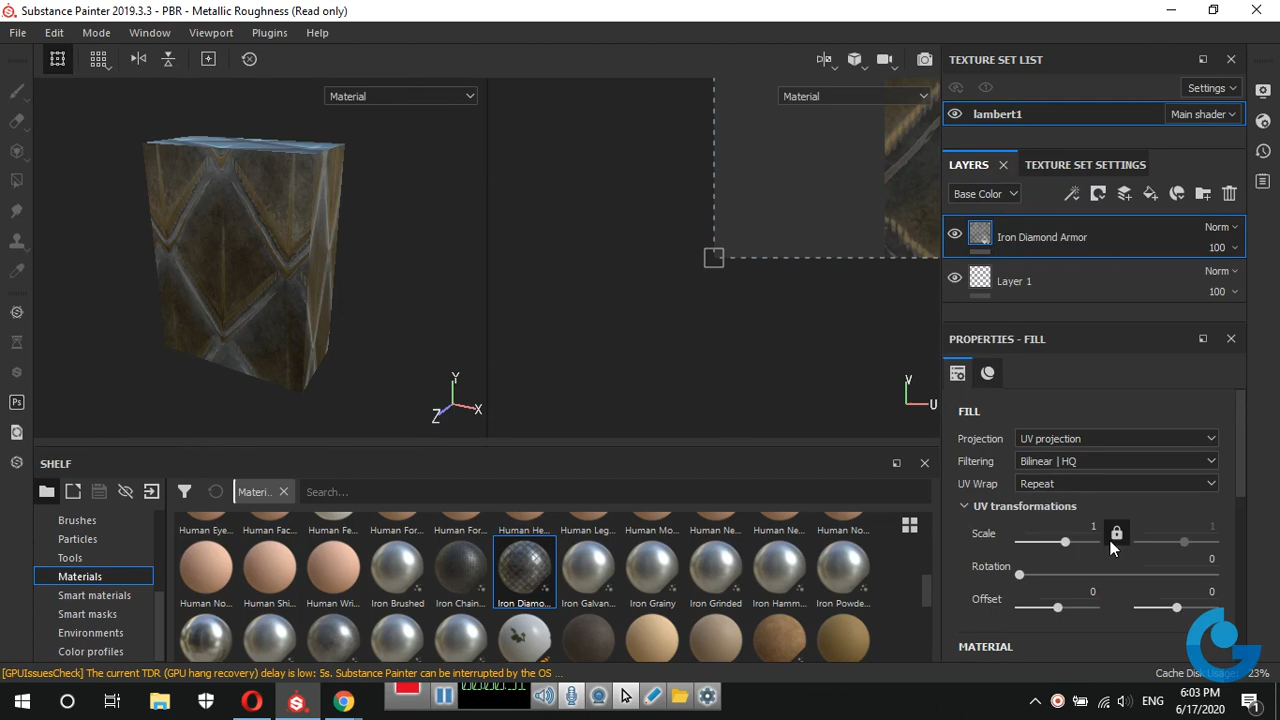 Substance Painter 2019.3.3 - PBR - Metallic Roughness (Read only)
File Edit Mode Window Viewport Plugins Help
Material
Material
Y
Z X
V
U
TEXTURE SET LIST
Settings
lambert1 Main shader
LAYERS TEXTURE SET SETTINGS
Base Color
Iron Diamond Armor Norm
100
Layer 1 Norm
100
PROPERTIES - FILL
FILL
Projection UV projection
Filtering Bilinear | HQ
UV Wrap Repeat
UV transformations
Scale 1 1
Rotation 0
Offset 0 0
MATERIAL
SHELF
Materi.. Search...
Brushes
Particles
Tools
Materials
Smart materials
Smart masks
Environments
Color profiles
Human Eye... Human Fac... Human Fe... Human For... Human For... Human He... Human Leg... Human Mo... Human Ne... Human Ne... Human No...
Human No... Human Shi... Human Wri... Iron Brushed Iron Chain... Iron Diamo... Iron Galvan... Iron Grainy Iron Grinded Iron Hamm... Iron Powde...
[GPUIssuesCheck] The current TDR (GPU hang recovery) delay is low: 5s. Substance Painter can be interrupted by the OS ...
Cache Disk Usage: 23%
Ps
ENG
6:03 PM
6/17/2020
1